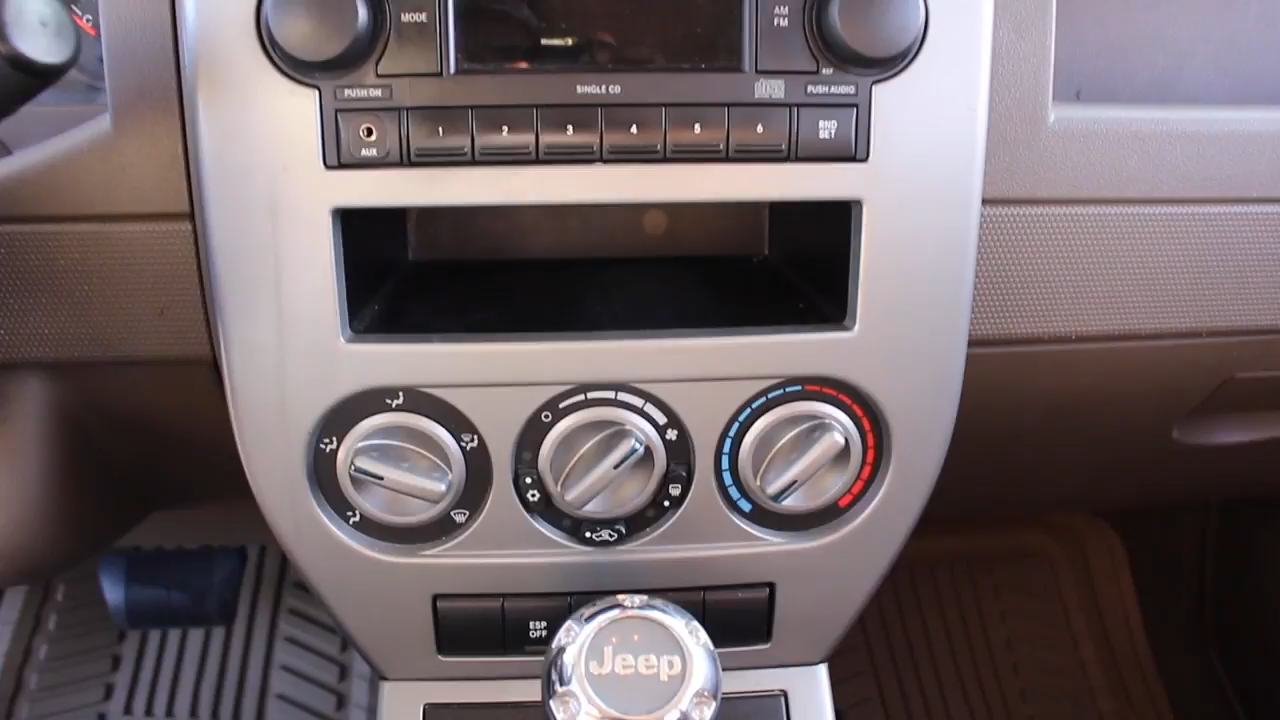 C
MODE
AM
FM
PUSH ON
SINGLE CD
PUSH AUDIO
AUX
1
2
3
4
5
6
RND
SET
ESP
OFF
Jeep